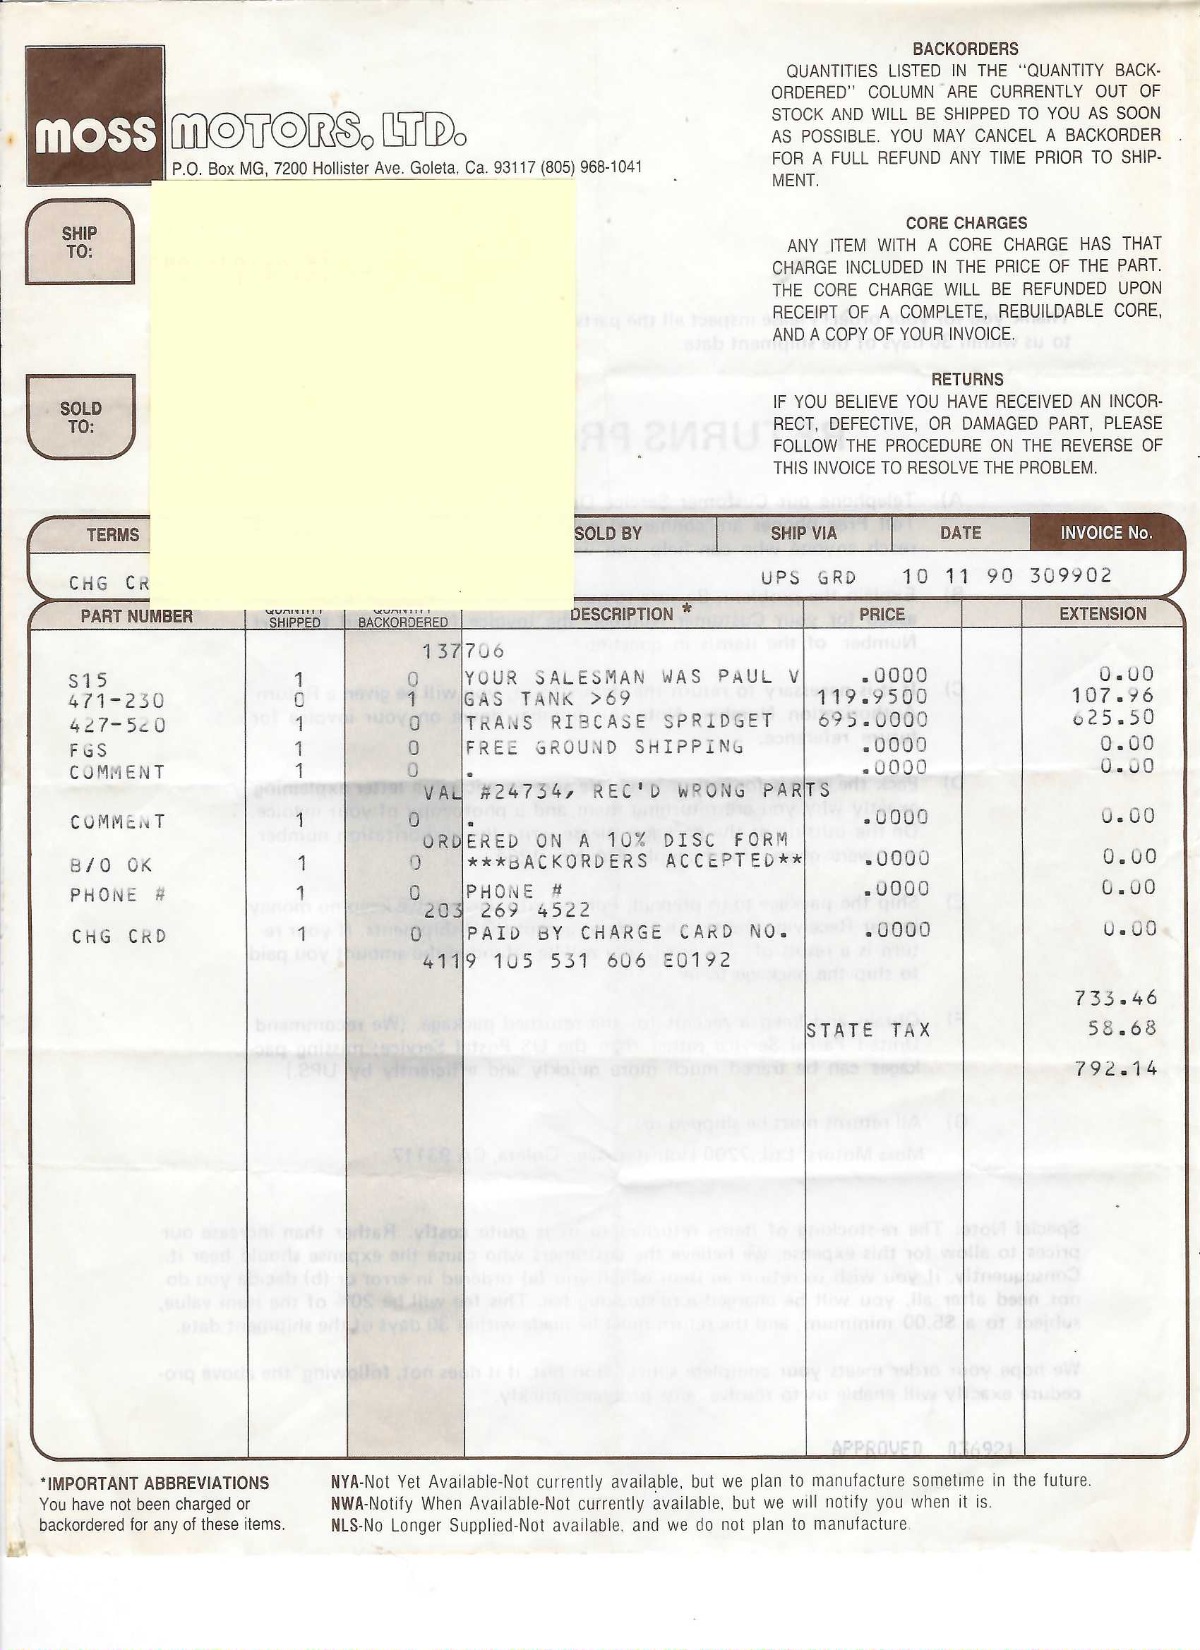 moss MOTORS, LTD.
P.O. Box MG, 7200 Hollister Ave. Goleta, Ca. 93117 (805) 968-1041
BACKORDERS
QUANTITIES LISTED IN THE "QUANTITY BACK-
ORDERED" COLUMN ARE CURRENTLY OUT OF
STOCK AND WILL BE SHIPPED TO YOU AS SOON
AS POSSIBLE. YOU MAY CANCEL A BACKORDER
FOR A FULL REFUND ANY TIME PRIOR TO SHIP-
MENT.
CORE CHARGES
ANY ITEM WITH A CORE CHARGE HAS THAT
CHARGE INCLUDED IN THE PRICE OF THE PART.
THE CORE CHARGE WILL BE REFUNDED UPON
RECEIPT OF A COMPLETE, REBUILDABLE CORE,
AND A COPY OF YOUR INVOICE.
RETURNS
IF YOU BELIEVE YOU HAVE RECEIVED AN INCOR-
RECT, DEFECTIVE, OR DAMAGED PART, PLEASE
FOLLOW THE PROCEDURE ON THE REVERSE OF
THIS INVOICE TO RESOLVE THE PROBLEM.
SHIP
TO:
SOLD
TO:
TERMS SOLD BY SHIP VIA DATE INVOICE No.
CHG CR UPS GRD 10 11 90 309902
PART NUMBER QUANTITY SHIPPED QUANTITY BACKORDERED DESCRIPTION * PRICE EXTENSION
137706
S15 1 0 YOUR SALESMAN WAS PAUL V .0000 0.00
471-230 0 1 GAS TANK >69 119.9500 107.96
427-520 1 0 TRANS RIBCASE SPRIDGET 695.0000 625.50
FGS 1 0 FREE GROUND SHIPPING .0000 0.00
COMMENT 1 0 . .0000 0.00
VAL #24734, REC'D WRONG PARTS
COMMENT 1 0 . .0000 0.00
ORDERED ON A 10% DISC FORM
B/O OK 1 0 ***BACKORDERS ACCEPTED** .0000 0.00
PHONE # 1 0 PHONE # .0000 0.00
203 269 4522
CHG CRD 1 0 PAID BY CHARGE CARD NO. .0000 0.00
4119 105 531 606 E0192
733.46
STATE TAX 58.68
792.14
APPROVED 036921
*IMPORTANT ABBREVIATIONS
You have not been charged or
backordered for any of these items.
NYA-Not Yet Available-Not currently available, but we plan to manufacture sometime in the future.
NWA-Notify When Available-Not currently available, but we will notify you when it is.
NLS-No Longer Supplied-Not available, and we do not plan to manufacture.